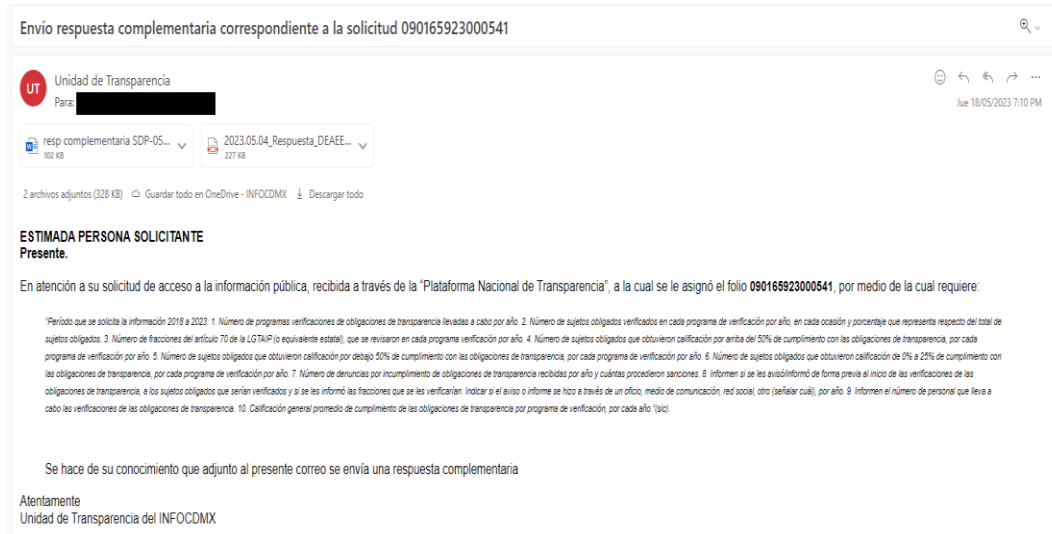 Envío respuesta complementaria correspondiente a la solicitud 090165923000541
UT
Unidad de Transparencia
Para:
Jue 18/05/2023 7:10 PM
resp complementaria SDP-05...
102 KB
2023.05.04_Respuesta_DEAEE...
227 KB
2 archivos adjuntos (328 KB) Guardar todo en OneDrive - INFOCDMX Descargar todo
ESTIMADA PERSONA SOLICITANTE
Presente.
En atención a su solicitud de acceso a la información pública, recibida a través de la "Plataforma Nacional de Transparencia", a la cual se le asignó el folio 090165923000541, por medio de la cual requiere:
"Período que se solicita la información 2018 a 2023: 1. Número de programas verificaciones de obligaciones de transparencia llevadas a cabo por año. 2. Número de sujetos obligados verificados en cada programa de verificación por año, en cada ocasión y porcentaje que representa respecto del total de
sujetos obligados. 3. Número de fracciones del artículo 70 de la LGTAIP (o equivalente estatal), que se revisaron en cada programa verificación por año. 4. Número de sujetos obligados que obtuvieron calificación por arriba del 50% de cumplimiento con las obligaciones de transparencia, por cada
programa de verificación por año. 5. Número de sujetos obligados que obtuvieron calificación por debajo 50% de cumplimiento con las obligaciones de transparencia, por cada programa de verificación por año. 6. Número de sujetos obligados que obtuvieron calificación de 0% a 25% de cumplimiento con
las obligaciones de transparencia, por cada programa de verificación por año. 7. Número de denuncias por incumplimiento de obligaciones de transparencia recibidas por año y cuántas procedieron sanciones. 8. Informen si se les avisó/informó de forma previa al inicio de las verificaciones de las
obligaciones de transparencia, a los sujetos obligados que serían verificados y si se les informó las fracciones que se les verificarían. Indicar si el aviso o informe se hizo a través de un oficio, medio de comunicación, red social, otro (señalar cuál), por año. 9. Informen el número de personal que lleva a
cabo las verificaciones de las obligaciones de transparencia. 10. Calificación general promedio de cumplimiento de las obligaciones de transparencia por programa de verificación, por cada año."(sic).
Se hace de su conocimiento que adjunto al presente correo se envía una respuesta complementaria
Atentamente
Unidad de Transparencia del INFOCDMX